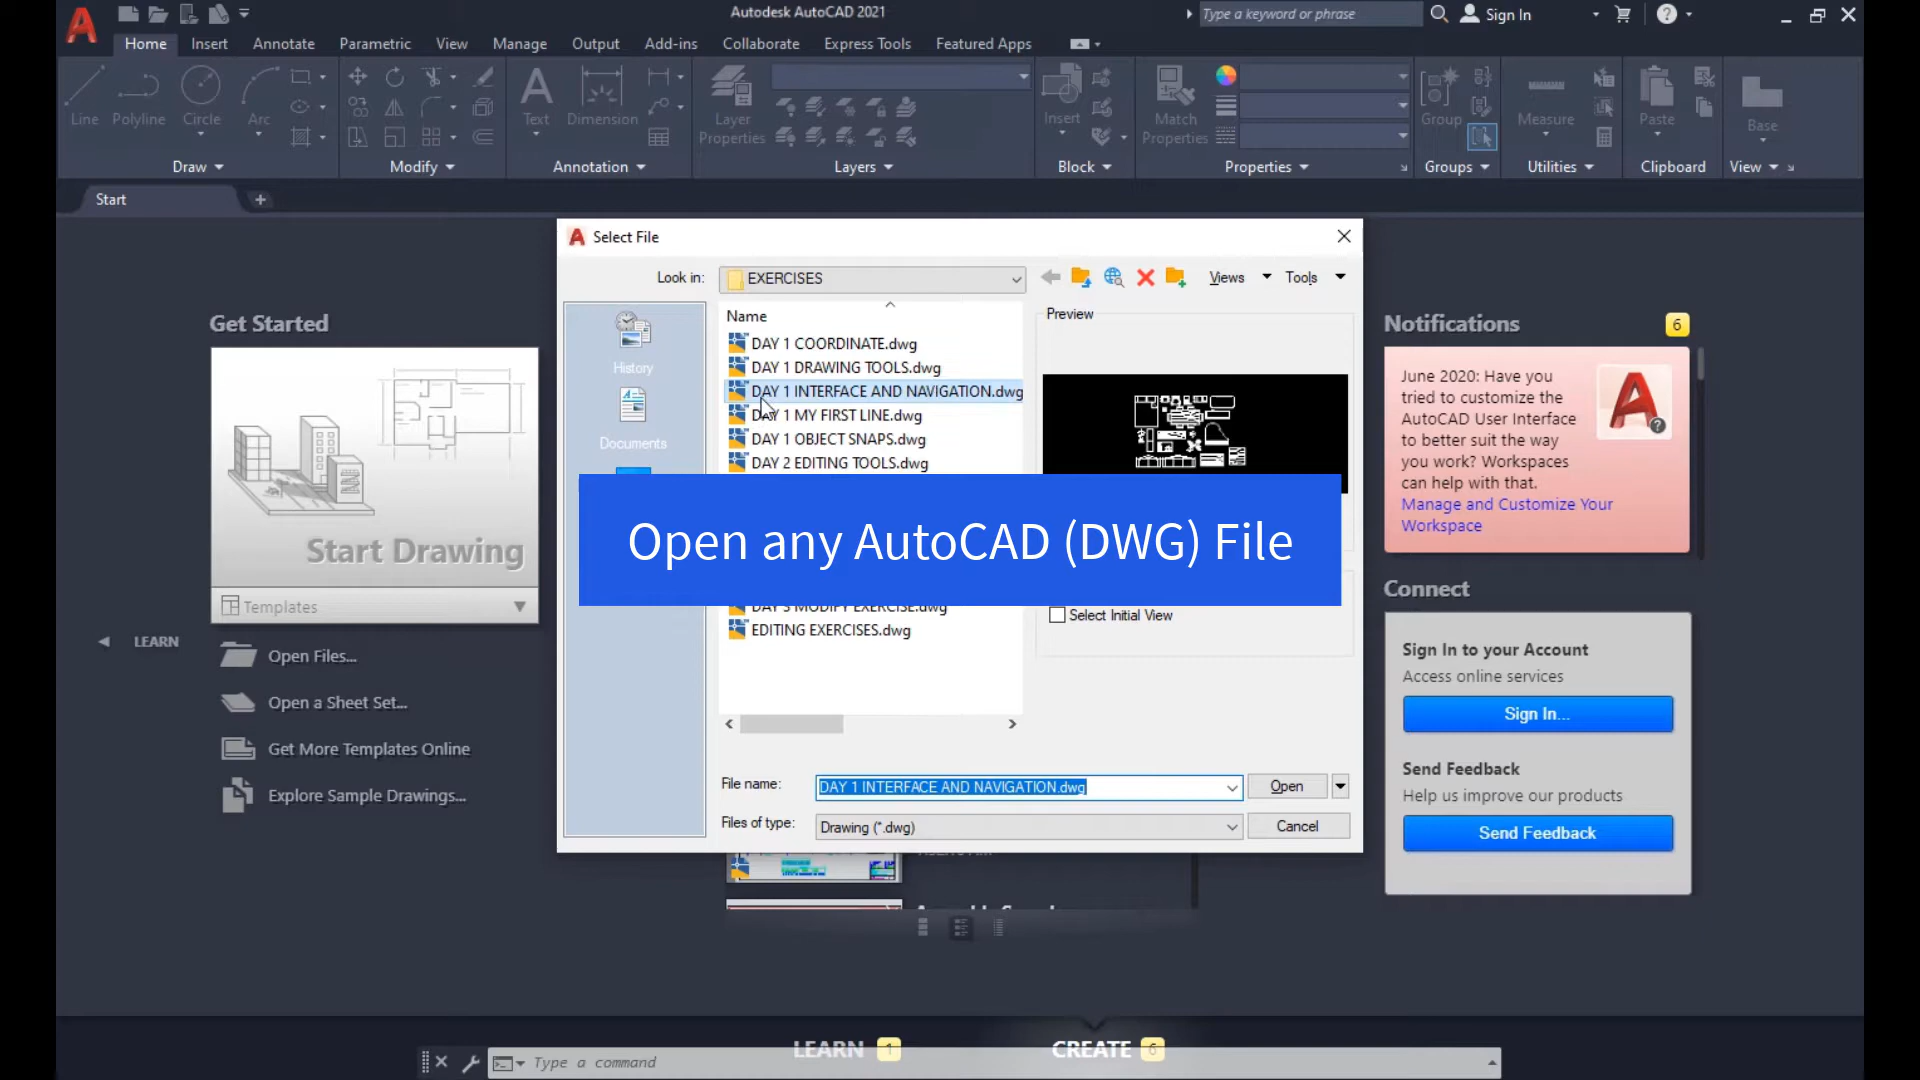 Autodesk AutoCAD 2021
Type a keyword or phrase
Sign In
Home Insert Annotate Parametric View Manage Output Add-ins Collaborate Express Tools Featured Apps
Line Polyline Circle Arc
Text Dimension
Layer Properties
Insert
Match Properties
Group
Measure
Paste
Base
Draw Modify Annotation Layers Block Properties Groups Utilities Clipboard View
Start
Select File
Look in: EXERCISES
Views Tools
History
Documents
Name
DAY 1 COORDINATE.dwg
DAY 1 DRAWING TOOLS.dwg
DAY 1 INTERFACE AND NAVIGATION.dwg
DAY 1 MY FIRST LINE.dwg
DAY 1 OBJECT SNAPS.dwg
DAY 2 EDITING TOOLS.dwg
DAY 3 MODIFY EXERCISE.dwg
EDITING EXERCISES.dwg
Preview
Open any AutoCAD (DWG) File
Select Initial View
File name: DAY 1 INTERFACE AND NAVIGATION.dwg
Open
Files of type: Drawing (*.dwg)
Cancel
Get Started
Start Drawing
Templates
LEARN
Open Files...
Open a Sheet Set...
Get More Templates Online
Explore Sample Drawings...
Notifications
6
June 2020: Have you
tried to customize the
AutoCAD User Interface
to better suit the way
you work? Workspaces
can help with that.
Manage and Customize Your
Workspace
Connect
Sign In to your Account
Access online services
Sign In...
Send Feedback
Help us improve our products
Send Feedback
LEARN 1
CREATE 6
Type a command